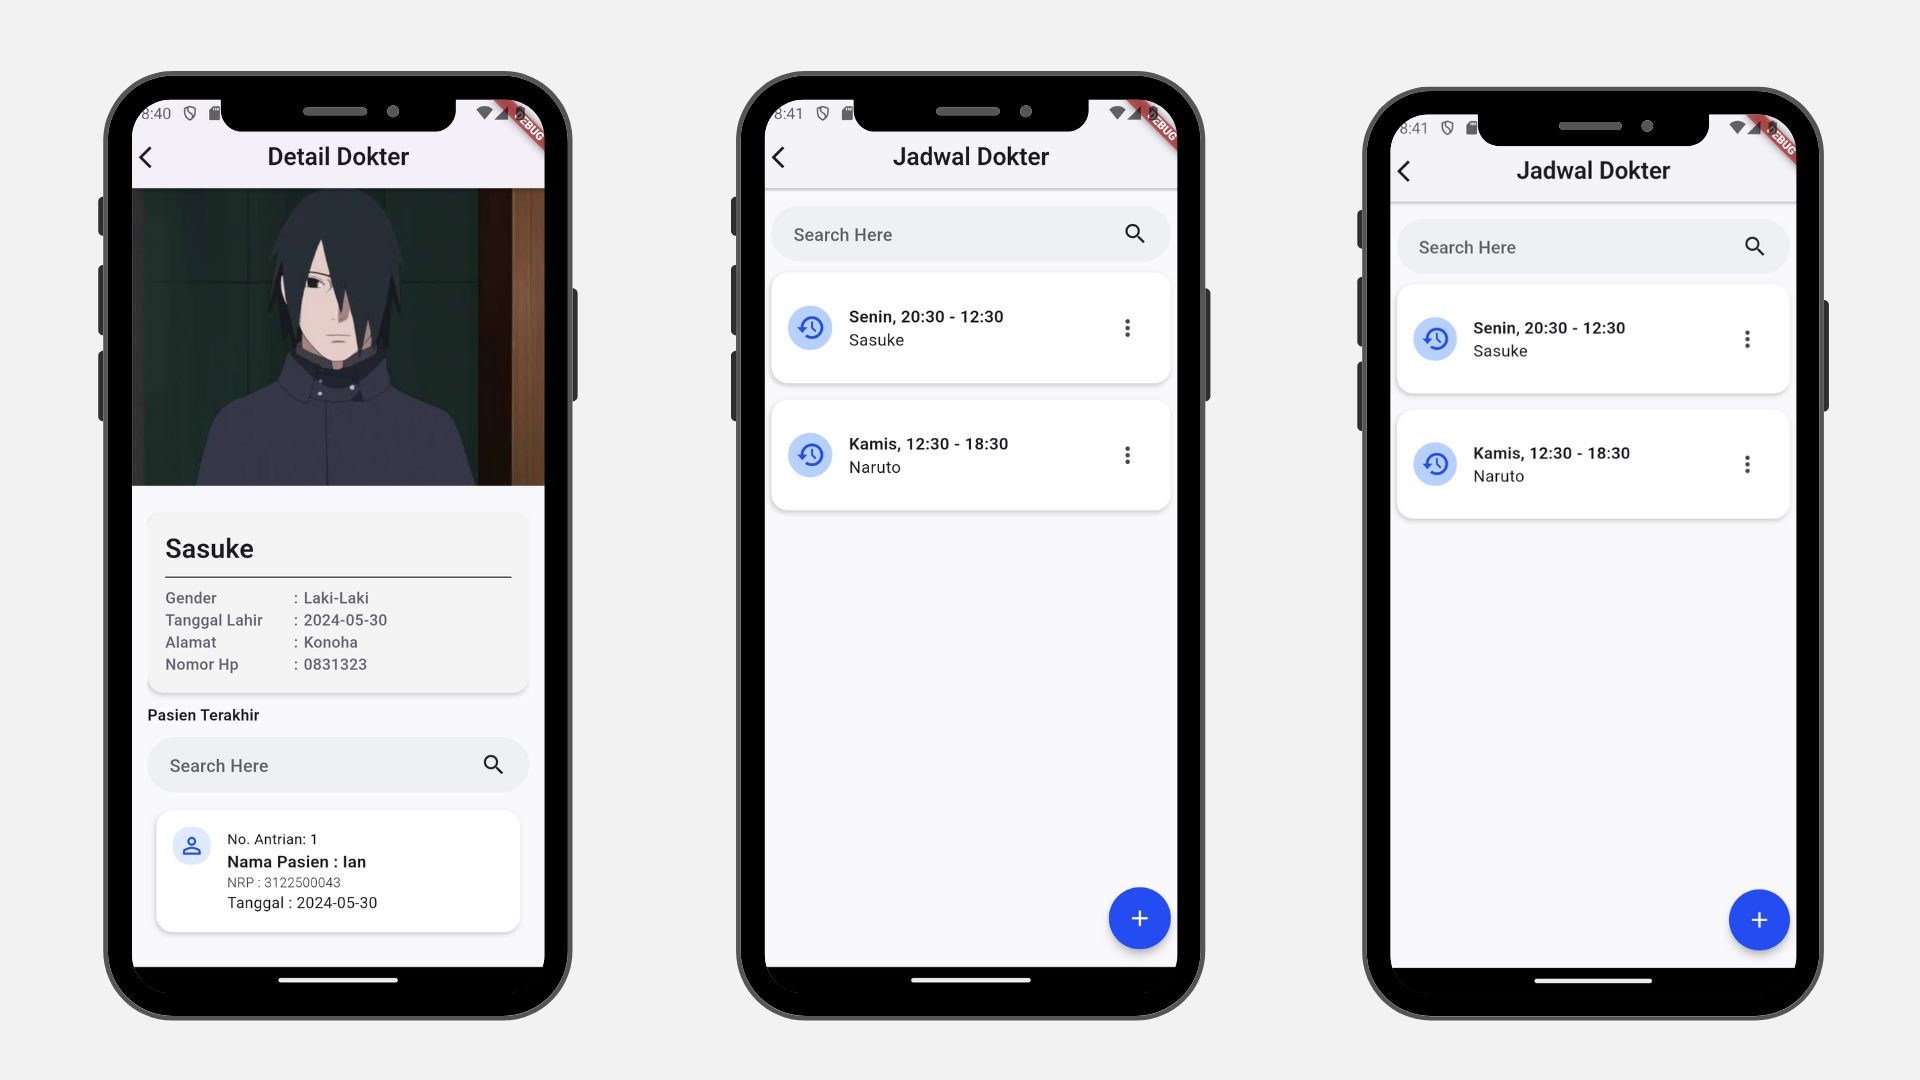 8:40
Detail Dokter
Sasuke
Gender : Laki-Laki
Tanggal Lahir : 2024-05-30
Alamat : Konoha
Nomor Hp : 0831323
Pasien Terakhir
Search Here
No. Antrian: 1
Nama Pasien : Ian
NRP : 3122500043
Tanggal : 2024-05-30
8:41
Jadwal Dokter
Search Here
Senin, 20:30 - 12:30
Sasuke
Kamis, 12:30 - 18:30
Naruto
8:41
Jadwal Dokter
Search Here
Senin, 20:30 - 12:30
Sasuke
Kamis, 12:30 - 18:30
Naruto